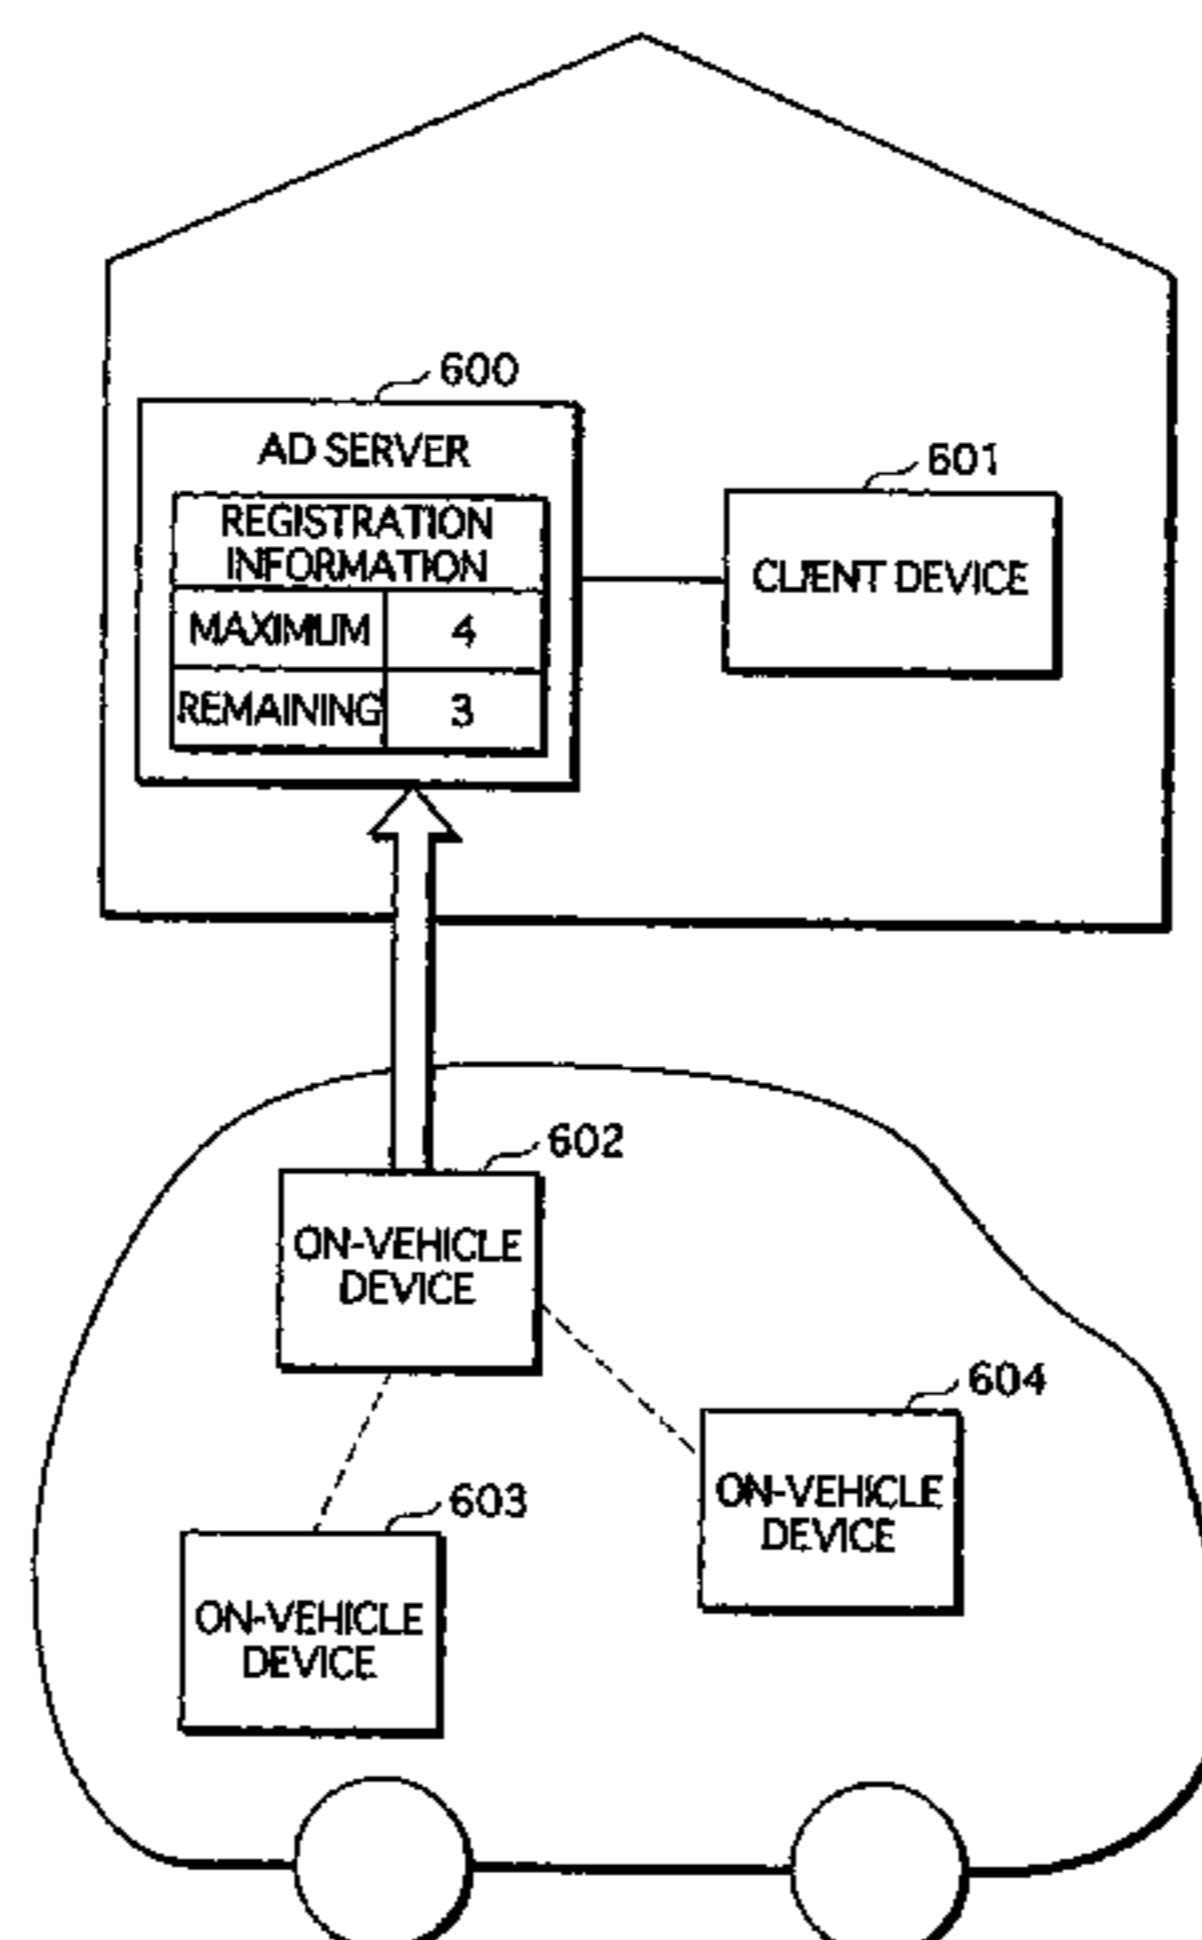 600
AD SERVER
REGISTRATION
INFORMATION
MAXIMUM 4
REMAINING 3
601
CLIENT DEVICE
602
ON-VEHICLE
DEVICE
604
ON-VEHICLE
DEVICE
603
ON-VEHICLE
DEVICE